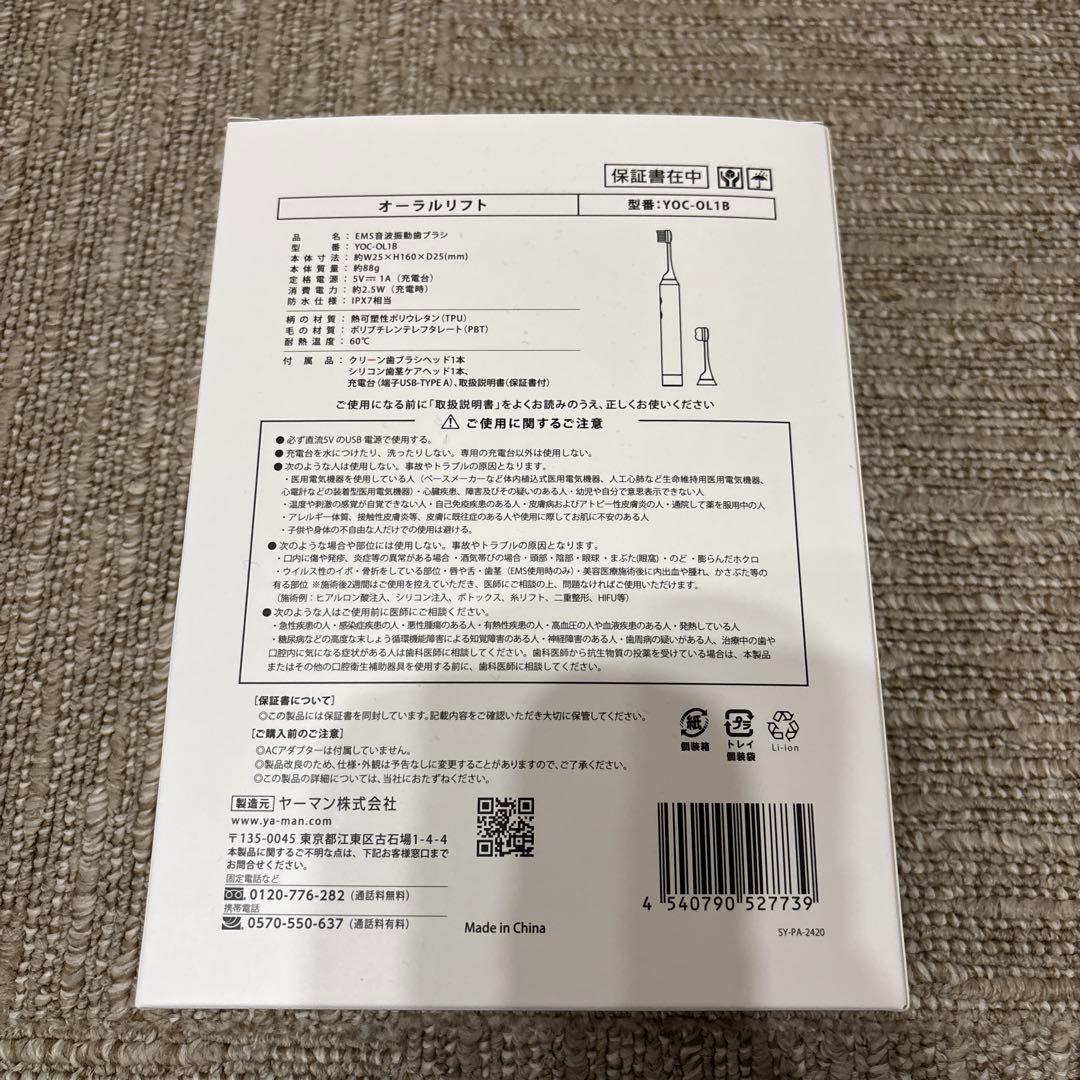 保証書在中
オーラルリフト 型番:YOC-OL1B
品名:EMS音波振動歯ブラシ
型番:YOC-OL1B
本体寸法:約W25×H160×D25(mm)
本体質量:約88g
定格電源:5V⎓1A(充電台)
消費電力:約2.5W(充電時)
防水仕様:IPX7相当
柄の材質:熱可塑性ポリウレタン(TPU)
毛の材質:ポリブチレンテレフタレート(PBT)
耐熱温度:60℃
付属品:クリーン歯ブラシヘッド1本
シリコン歯茎ケアヘッド1本、
充電台(端子USB-TYPE A)、取扱説明書(保証書付)
ご使用になる前に「取扱説明書」をよくお読みのうえ、正しくお使いください
⚠ ご使用に関するご注意
●必ず直流5VのUSB電源で使用する。
●充電台を水につけたり、洗ったりしない。専用の充電台以外は使用しない。
●次のような人は使用しない。事故やトラブルの原因となります。
・医用電気機器を使用している人(ペースメーカーなど体内植込式医用電気機器、人工心肺など生命維持用医用電気機器、
心電計などの装着型医用電気機器)・心臓疾患、障害及びその疑いのある人・幼児や自分で意思表示できない人
・温度や刺激の感覚が自覚できない人・自己免疫疾患のある人・皮膚病およびアトピー性皮膚炎の人・通院して薬を服用中の人
・アレルギー体質、接触性皮膚炎等、皮膚に既往症のある人や使用に際してお肌に不安のある人
・子供や身体の不自由な人だけでの使用は避ける。
●次のような場合や部位には使用しない。事故やトラブルの原因となります。
・口内に傷や発疹、炎症等の異常がある場合・酒気帯びの場合・頭部・陰部・眼球・まぶた(眼窩)・のど・膨らんだホクロ
・ウイルス性のイボ・骨折をしている部位・唇や舌・歯茎(EMS使用時のみ)・美容医療施術後に内出血や腫れ、かさぶた等の
有る部位 ※施術後2週間はご使用を控えていただき、医師にご相談の上、問題なければご使用いただけます。
(施術例:ヒアルロン酸注入、シリコン注入、ボトックス、糸リフト、二重整形、HIFU等)
●次のような人はご使用前に医師にご相談ください。
・急性疾患の人・感染症疾患の人・悪性腫瘍のある人・有熱性疾患の人・高血圧の人や血液疾患のある人・発熱している人
・糖尿病などの高度な末しょう循環機能障害による知覚障害のある人・神経障害のある人・歯周病の疑いがある人、治療中の歯や
口腔内に気になる症状がある人は歯科医師に相談してください。歯科医師から抗生物質の投薬を受けている場合は、本製品
またはその他の口腔衛生補助器具を使用する前に、歯科医師に相談してください。
[保証書について]
◎この製品には保証書を同封しています。記載内容をご確認いただき大切に保管してください。
[ご購入前のご注意]
◎ACアダプターは付属していません。
◎製品改良のため、仕様・外観は予告なしに変更することがありますので、ご了承ください。
◎この製品の詳細については、当社におたずねください。
紙
個装箱
プラ
トレイ
個装袋
Li-ion
製造元 ヤーマン株式会社
www.ya-man.com
〒135-0045 東京都江東区古石場1-4-4
本製品に関するご不明な点は、下記お客様窓口まで
お問合せください。
固定電話など
0120-776-282(通話料無料)
携帯電話
0570-550-637(通話料有料)
Made in China
4 540790 527739
SY-PA-2420